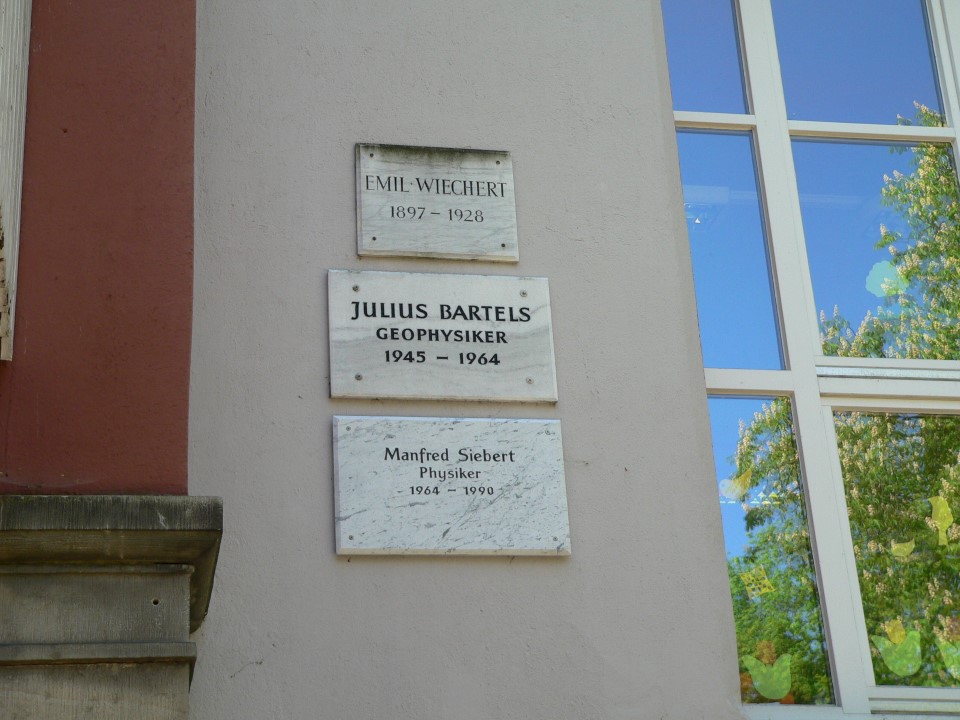 EMIL WIECHERT
1897 – 1928
JULIUS BARTELS
GEOPHYSIKER
1945 – 1964
Manfred Siebert
Physiker
1964 – 1990